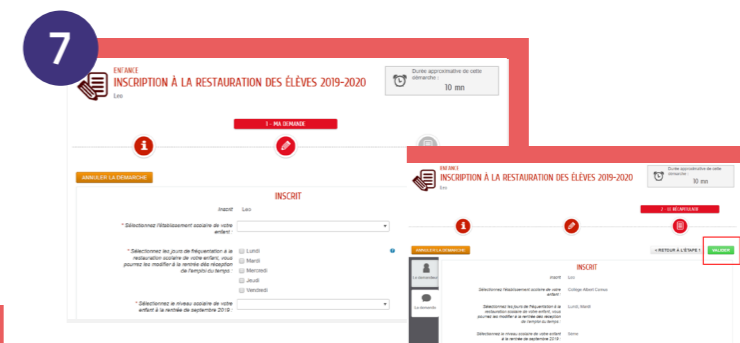 7
ENFANCE
INSCRIPTION À LA RESTAURATION DES ÉLÈVES 2019-2020
Leo
Durée approximative de cette
démarche :
10 mn
1 - MA DEMANDE
ANNULER LA DÉMARCHE
INSCRIT
Inscrit Leo
* Sélectionnez l'établissement scolaire de votre
enfant :
* Sélectionnez les jours de fréquentation à la
restauration scolaire de votre enfant, vous
pourrez les modifier à la rentrée dès réception
de l'emploi du temps :
Lundi
Mardi
Mercredi
Jeudi
Vendredi
* Sélectionnez le niveau scolaire de votre
enfant à la rentrée de septembre 2019 :
ENFANCE
INSCRIPTION À LA RESTAURATION DES ÉLÈVES 2019-2020
Leo
Durée approximative de cette
démarche :
10 mn
2 - LE RÉCAPITULATIF
ANNULER LA DÉMARCHE
< RETOUR À L'ÉTAPE 1
VALIDER
Le demandeur
La demande
INSCRIT
Inscrit Leo
Sélectionnez l'établissement scolaire de votre
enfant :
Collège Albert Camus
Sélectionnez les jours de fréquentation à la
restauration scolaire de votre enfant, vous
pourrez les modifier à la rentrée dès réception
de l'emploi du temps :
Lundi, Mardi
Sélectionnez le niveau scolaire de votre enfant
à la rentrée de septembre 2019 :